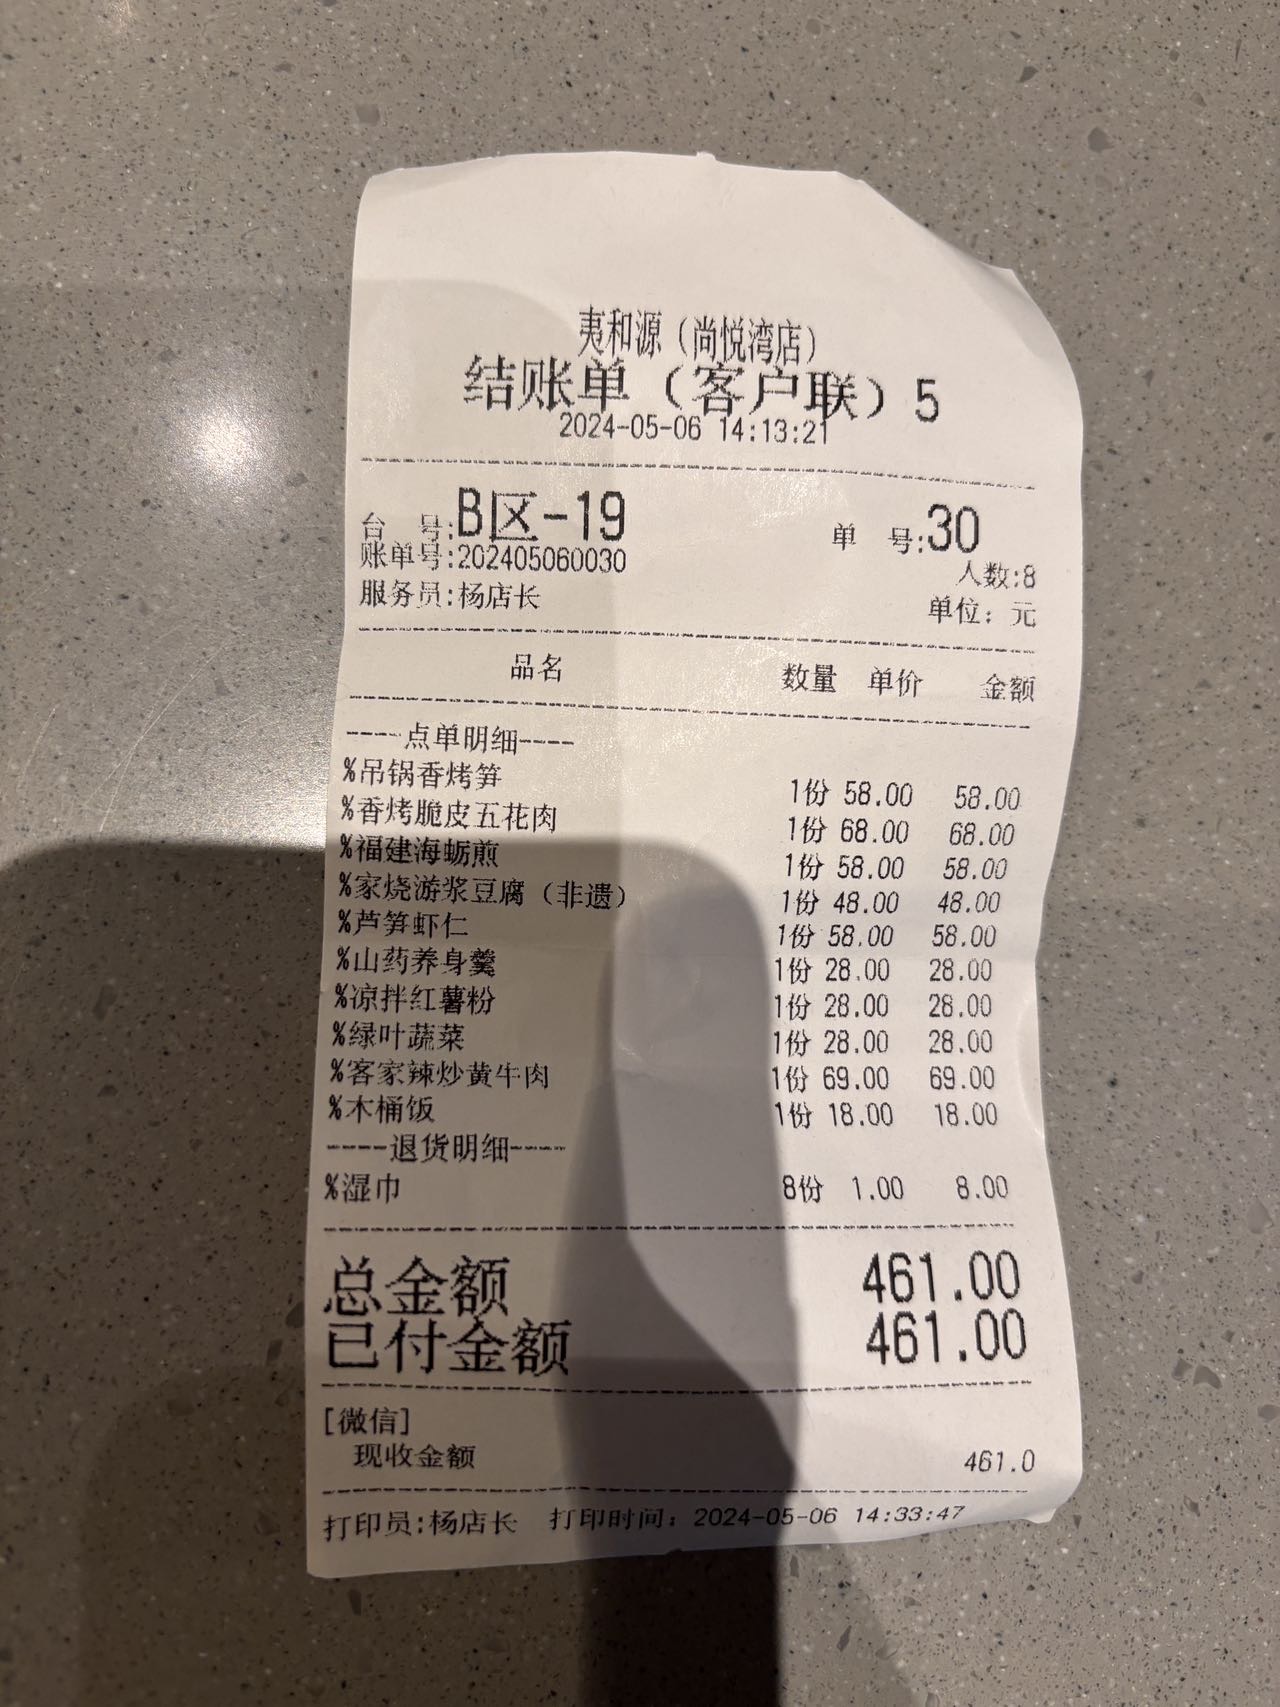 夷和源（尚悦湾店）
结账单（客户联）5
2024-05-06 14:13:21
台 号:B区-19 单 号:30
账单号:202405060030 人数:8
服务员:杨店长 单位：元
品名 数量 单价 金额
----点单明细----
%吊锅香烤笋 1份 58.00 58.00
%香烤脆皮五花肉 1份 68.00 68.00
%福建海蛎煎 1份 58.00 58.00
%家烧游浆豆腐（非遗） 1份 48.00 48.00
%芦笋虾仁 1份 58.00 58.00
%山药养身羹 1份 28.00 28.00
%凉拌红薯粉 1份 28.00 28.00
%绿叶蔬菜 1份 28.00 28.00
%客家辣炒黄牛肉 1份 69.00 69.00
%木桶饭 1份 18.00 18.00
----退货明细----
%湿巾 8份 1.00 8.00
总金额 461.00
已付金额 461.00
[微信]
现收金额 461.0
打印员:杨店长 打印时间：2024-05-06 14:33:47